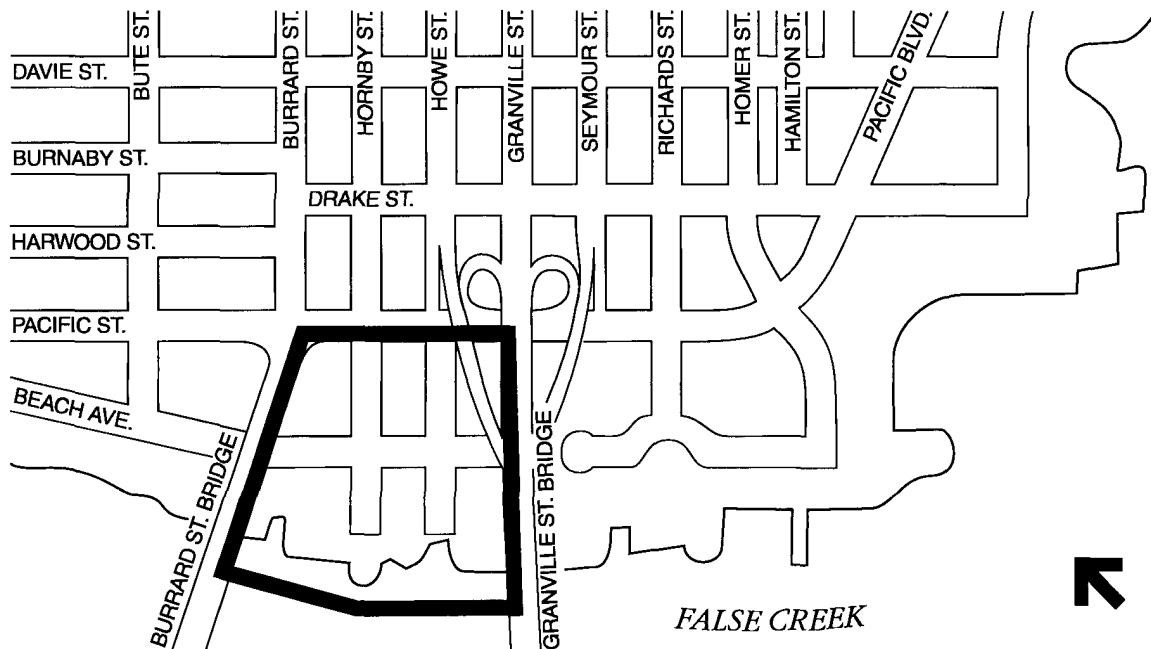 DAVIE ST.
BUTE ST.
BURRARD ST.
HORNBY ST.
HOWE ST.
GRANVILLE ST.
SEYMOUR ST.
RICHARDS ST.
HOMER ST.
HAMILTON ST.
PACIFIC BLVD.
BURNABY ST.
DRAKE ST.
HARWOOD ST.
PACIFIC ST.
BEACH AVE.
BURRARD ST. BRIDGE
GRANVILLE ST. BRIDGE
FALSE CREEK